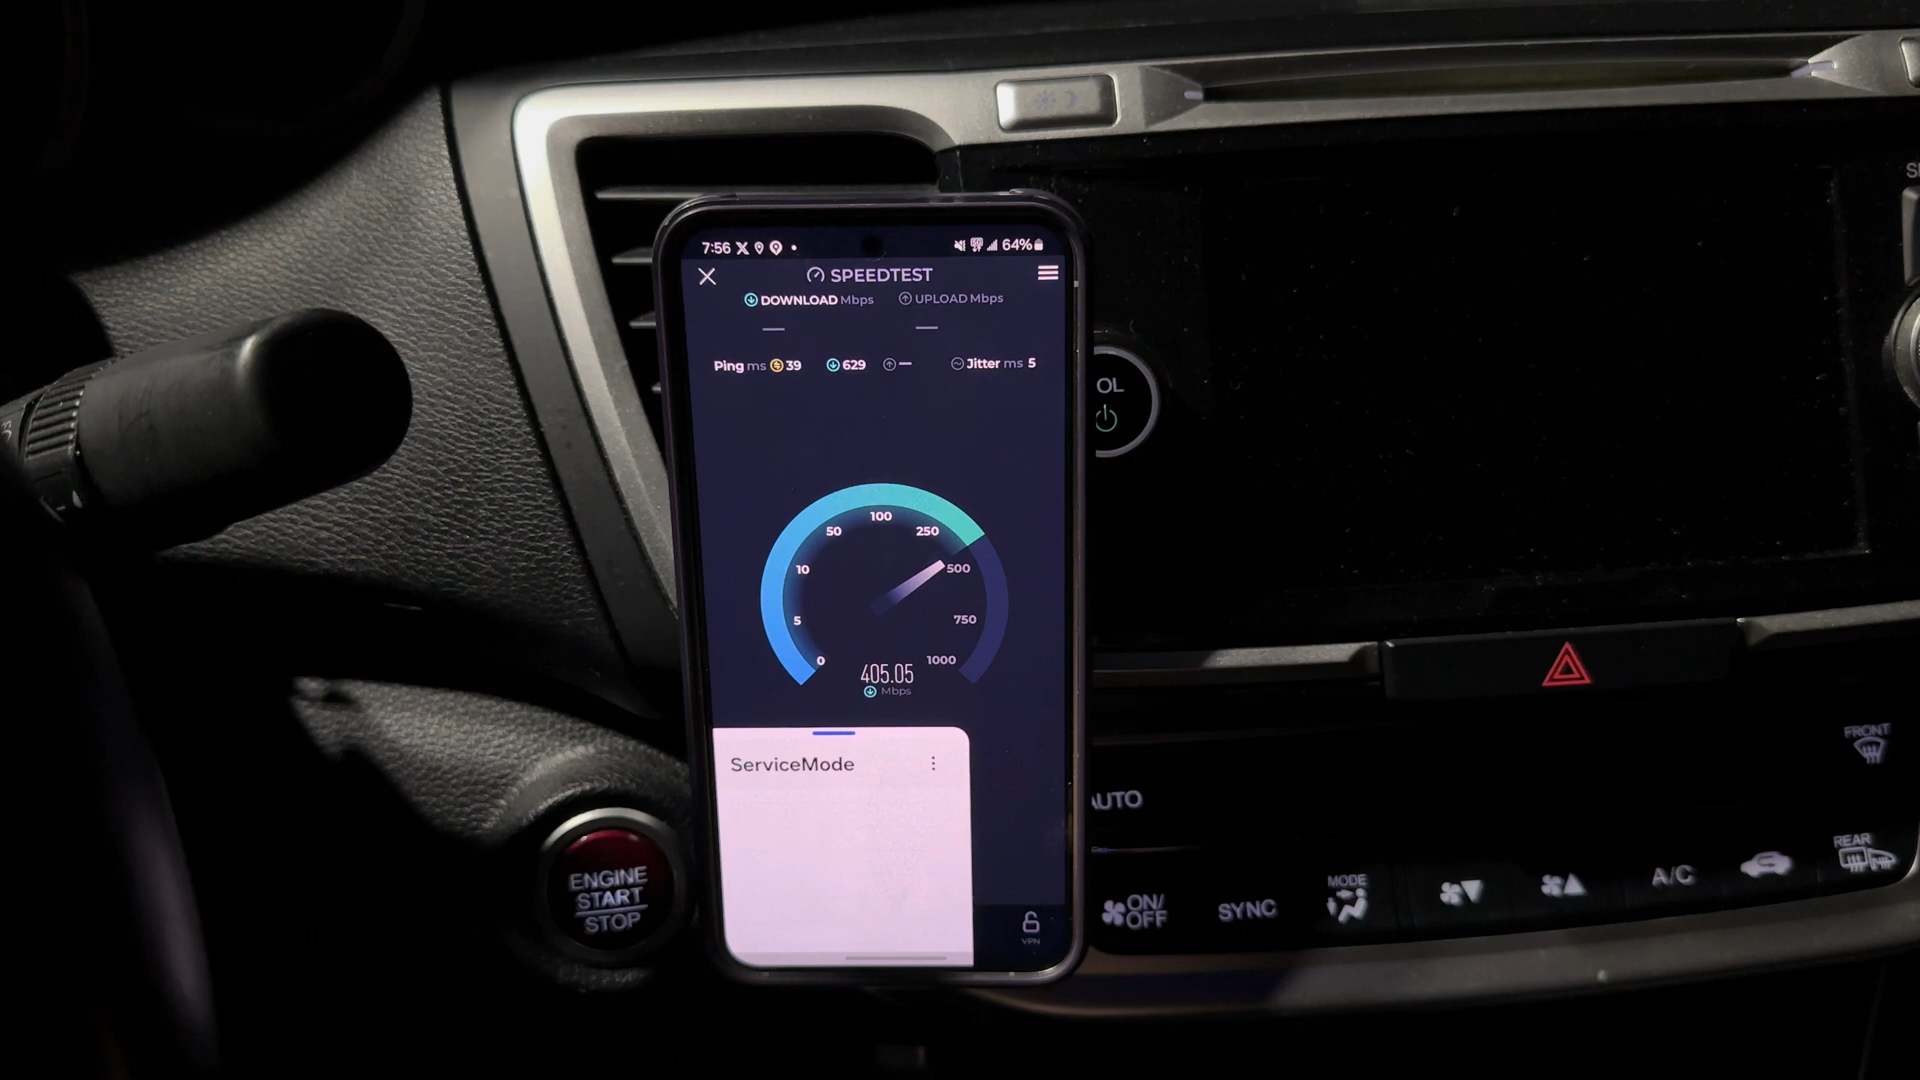 7:56 64%
SPEEDTEST
DOWNLOAD Mbps UPLOAD Mbps
Ping ms 39 629 Jitter ms 5
100
50 250
10 500
5 750
0 1000
405.05
Mbps
ServiceMode
VPN
OL
AUTO
ENGINE
START
STOP
ON/
OFF
SYNC
MODE
A/C
FRONT
REAR